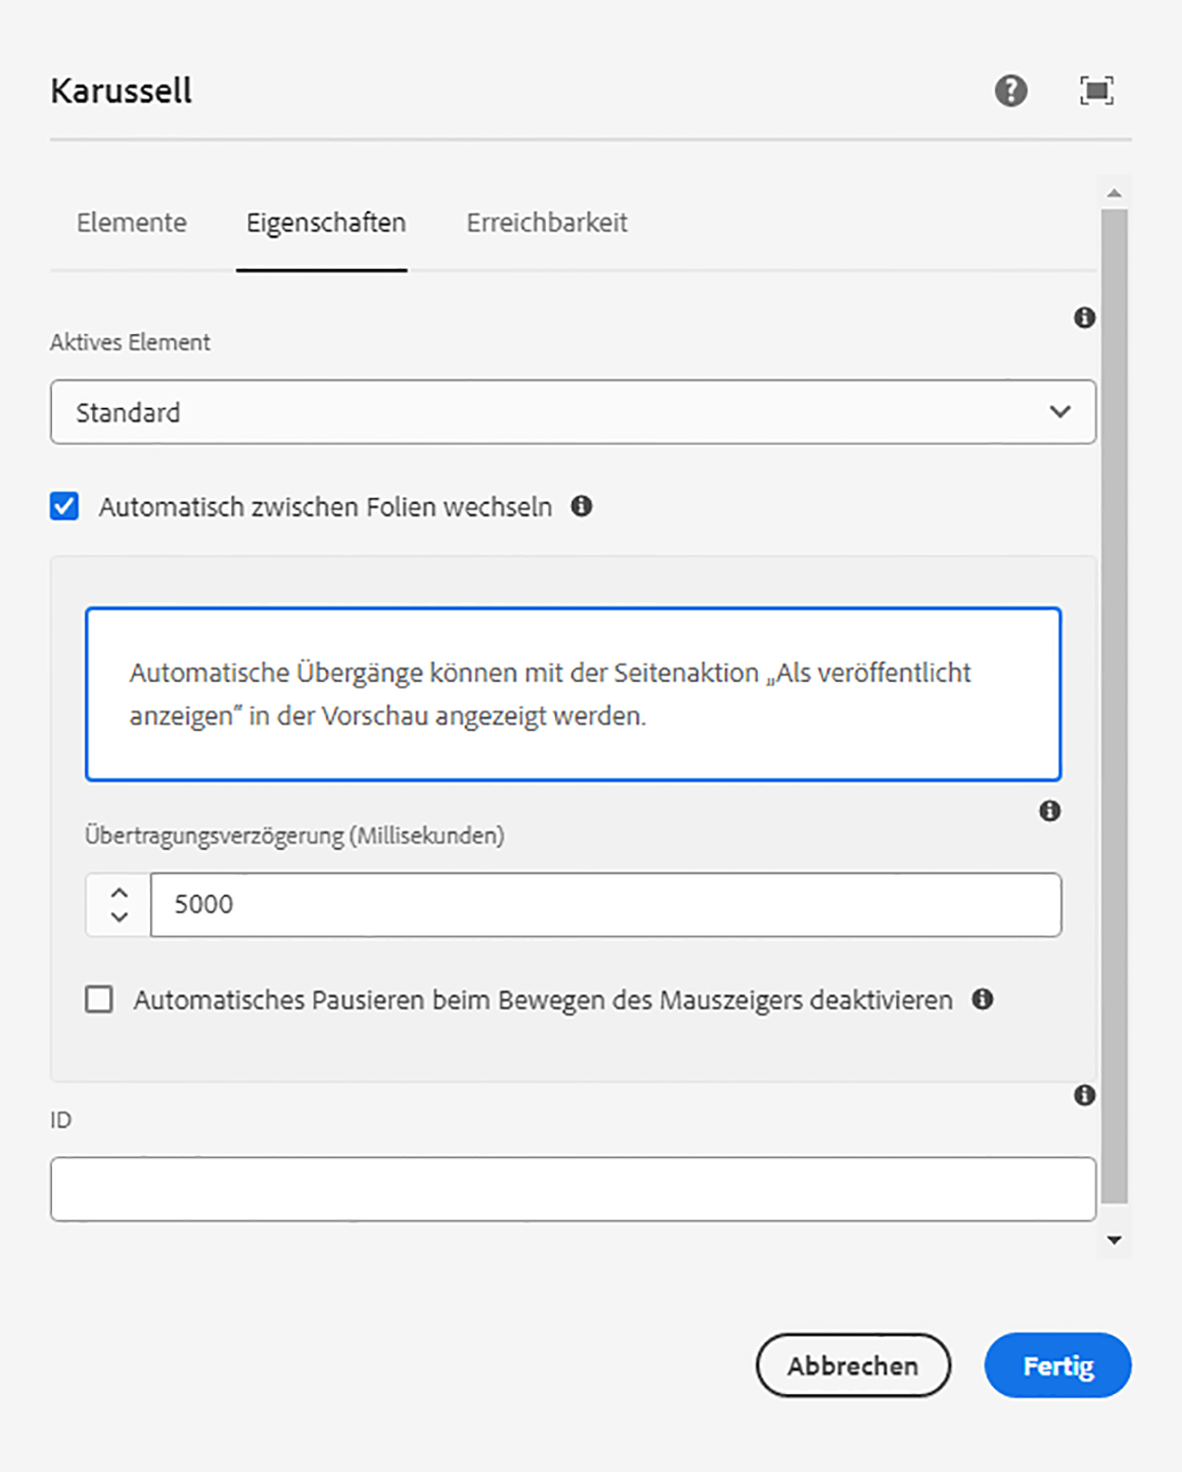 Karussell
Elemente Eigenschaften Erreichbarkeit
Aktives Element
Standard
Automatisch zwischen Folien wechseln
Automatische Übergänge können mit der Seitenaktion „Als veröffentlicht
anzeigen” in der Vorschau angezeigt werden.
Übertragungsverzögerung (Millisekunden)
5000
Automatisches Pausieren beim Bewegen des Mauszeigers deaktivieren
ID
Abbrechen Fertig